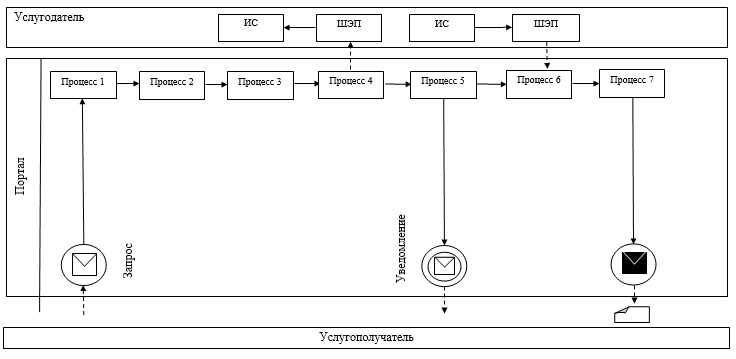 Услугодатель
ИС
ШЭП
ИС
ШЭП
Портал
Процесс 1
Процесс 2
Процесс 3
Процесс 4
Процесс 5
Процесс 6
Процесс 7
Запрос
Уведомление
Услугополучатель